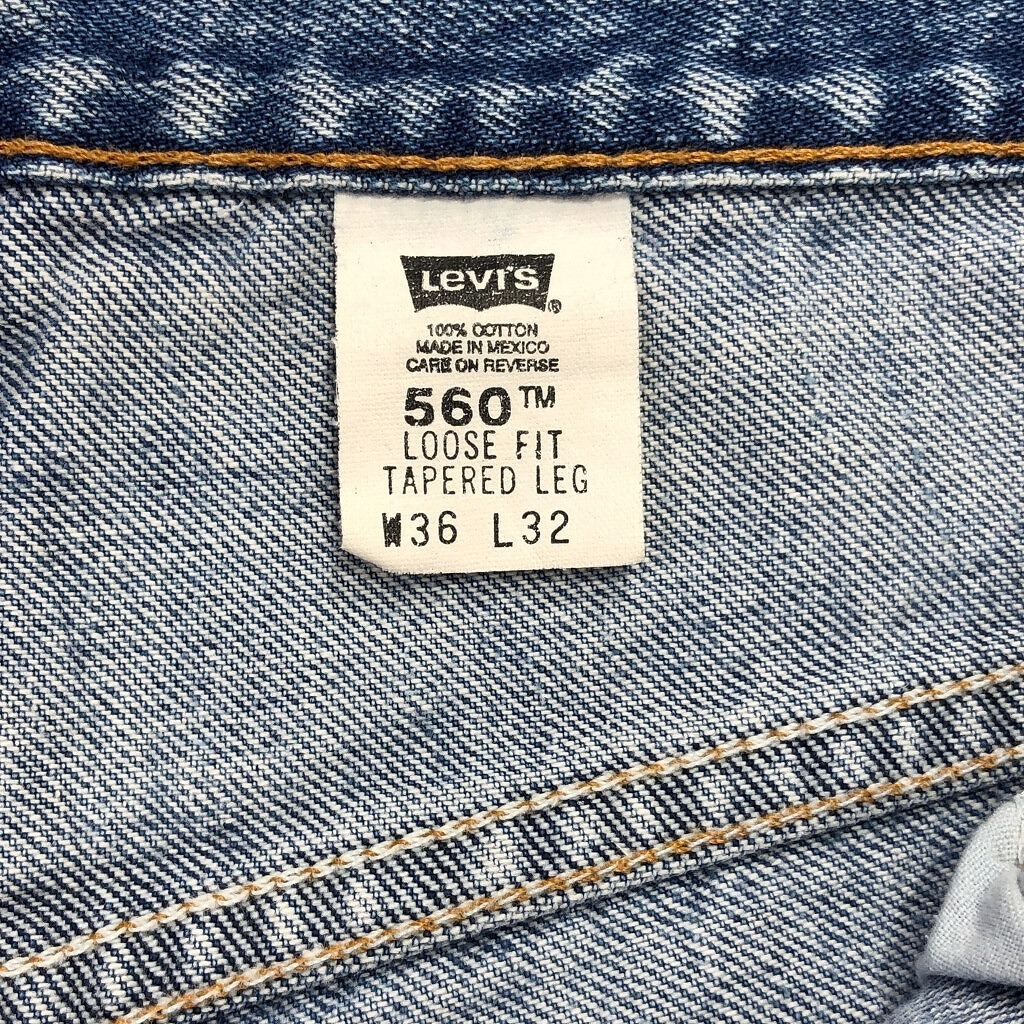 Levi's®
100% COTTON
MADE IN MEXICO
CARE ON REVERSE
560™
LOOSE FIT
TAPERED LEG
W36 L32